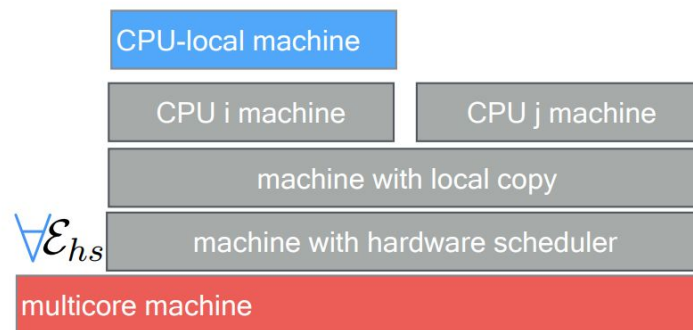 CPU-local machine
CPU i machine
CPU j machine
machine with local copy
∀ℰhs
machine with hardware scheduler
multicore machine